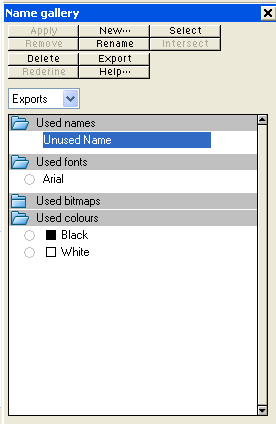 Name gallery
Apply New... Select
Remove Rename Intersect
Delete Export
Redefine Help...
Exports
Used names
Unused Name
Used fonts
Arial
Used bitmaps
Used colours
Black
White